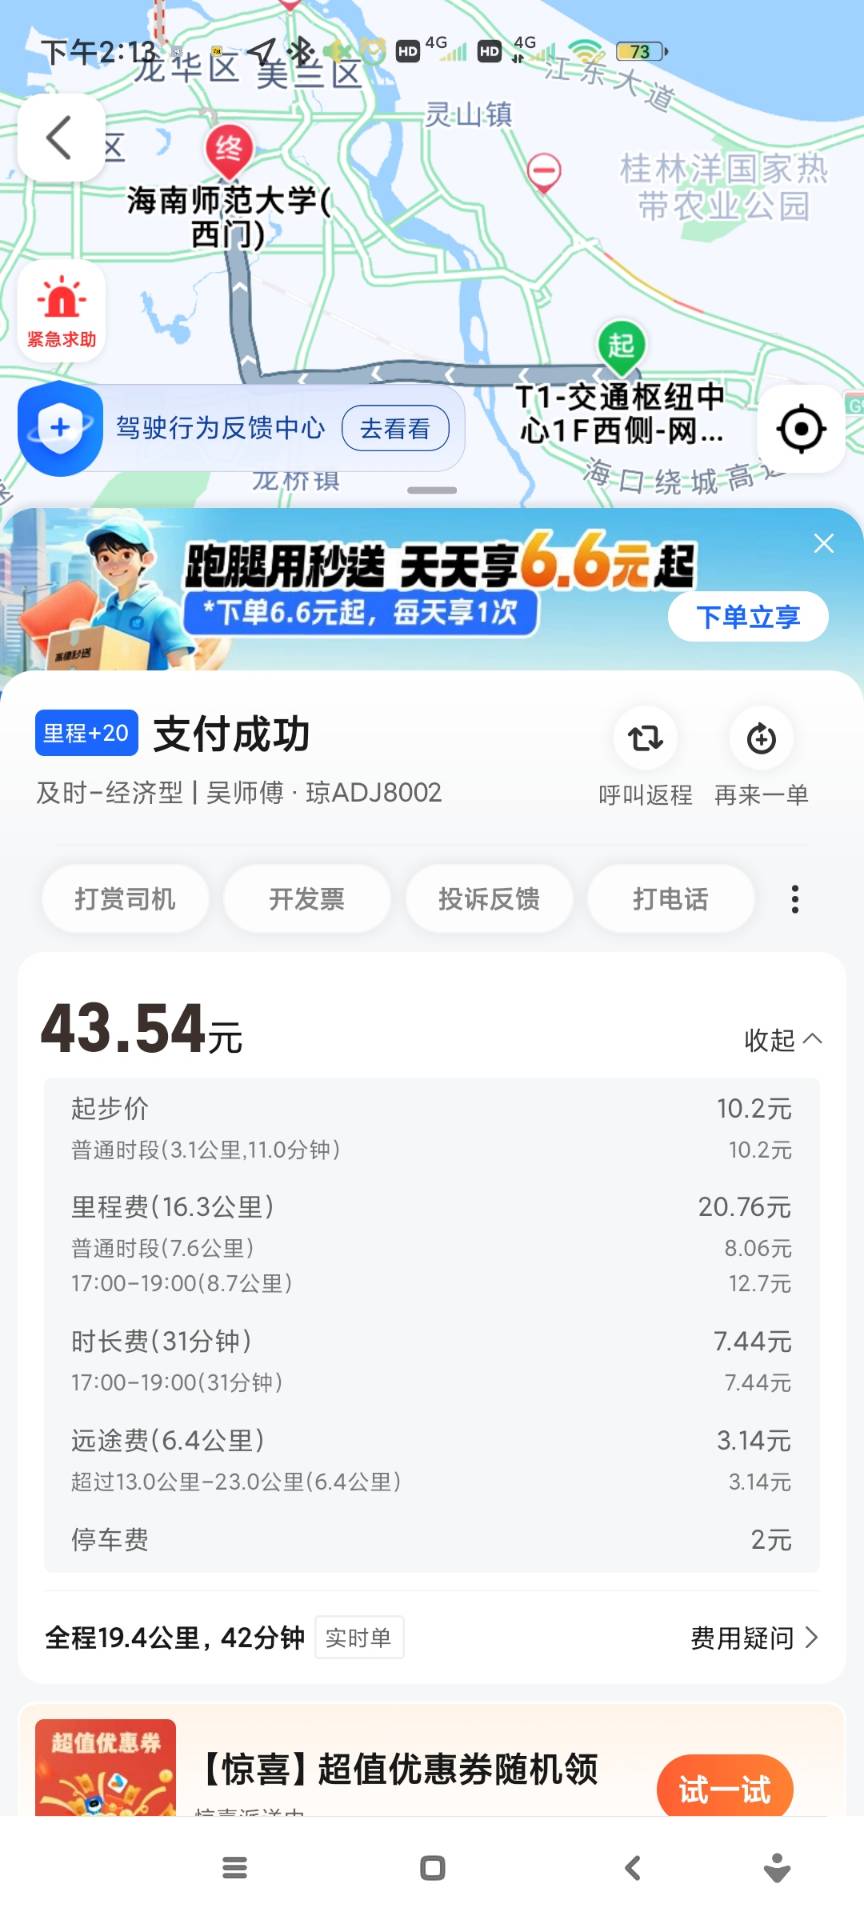 下午2:13
HD 4G HD 4G 73
龙华区 美兰区
江东大道
灵山镇
区
终
桂林洋国家热
带农业公园
海南师范大学(
西门)
紧急求助
起
T1-交通枢纽中
心1F西侧-网...
驾驶行为反馈中心 去看看
龙桥镇
海口绕城高速
跑腿用秒送 天天享6.6元起
*下单6.6元起，每天享1次
下单立享
高德秒送
里程+20 支付成功
及时-经济型 | 吴师傅 · 琼ADJ8002
呼叫返程 再来一单
打赏司机 开发票 投诉反馈 打电话
43.54元
收起
起步价 10.2元
普通时段(3.1公里,11.0分钟) 10.2元
里程费(16.3公里) 20.76元
普通时段(7.6公里) 8.06元
17:00-19:00(8.7公里) 12.7元
时长费(31分钟) 7.44元
17:00-19:00(31分钟) 7.44元
远途费(6.4公里) 3.14元
超过13.0公里-23.0公里(6.4公里) 3.14元
停车费 2元
全程19.4公里，42分钟 实时单 费用疑问
超值优惠券
【惊喜】超值优惠券随机领
试一试